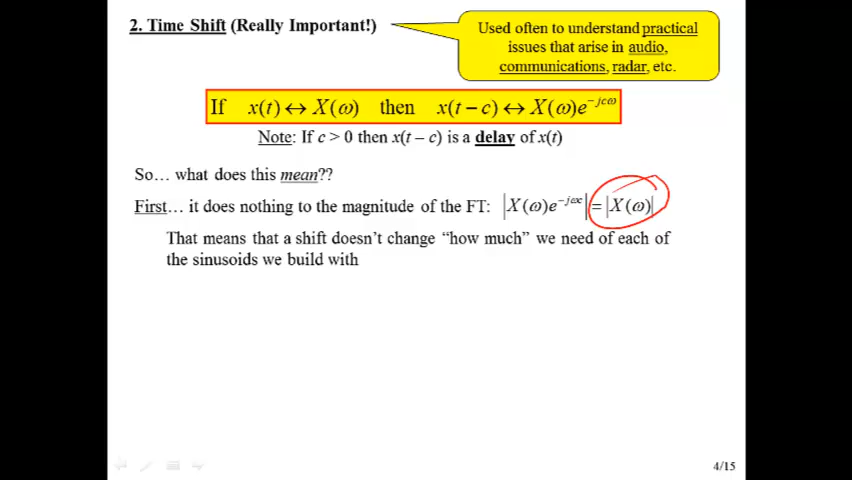 2. Time Shift (Really Important!)
Used often to understand practical
issues that arise in audio,
communications, radar, etc.
If x(t) ↔ X(ω) then x(t − c) ↔ X(ω)e^{−jcω}
Note: If c > 0 then x(t – c) is a delay of x(t)
So… what does this mean??
First… it does nothing to the magnitude of the FT: |X(ω)e^{−jωc}| = |X(ω)|
That means that a shift doesn’t change “how much” we need of each of
the sinusoids we build with
4/15